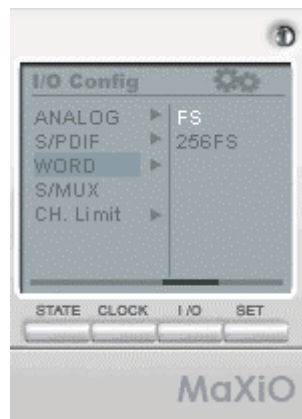 I/O Config
ANALOG FS
S/PDIF 256FS
WORD
S/MUX
CH. Limit
STATE CLOCK I/O SET
MaXiO